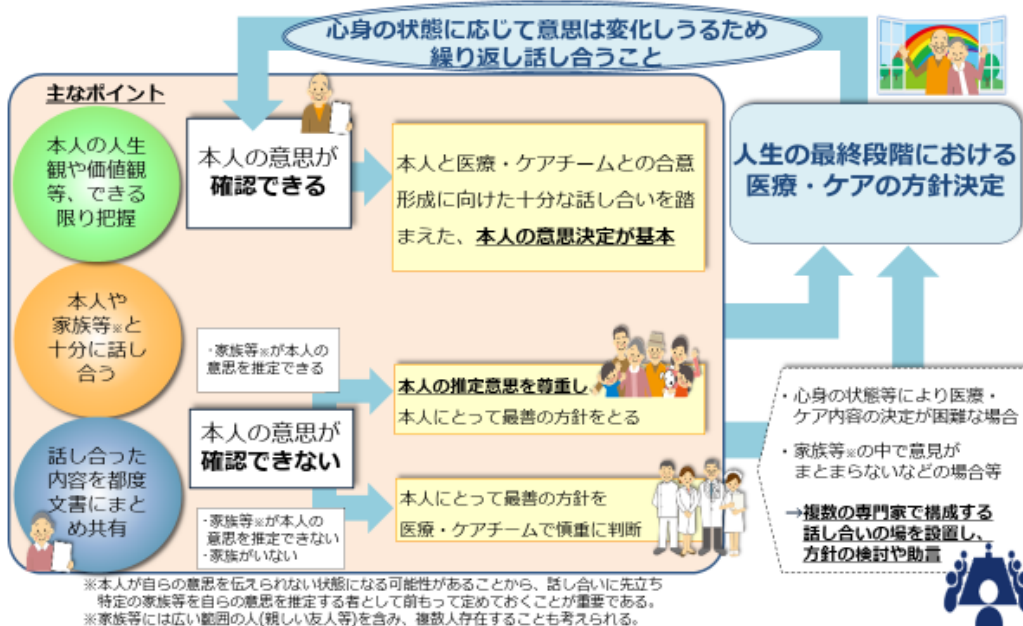 心身の状態に応じて意思は変化しうるため
繰り返し話し合うこと
主なポイント
本人の人生
観や価値観
等、できる
限り把握
本人や
家族等※と
十分に話し
合う
話し合った
内容を都度
文書にまと
め共有
本人の意思が
確認できる
本人と医療・ケアチームとの合意
形成に向けた十分な話し合いを踏
まえた、本人の意思決定が基本
人生の最終段階における
医療・ケアの方針決定
・家族等※が本人の
意思を推定できる
本人の意思が
確認できない
・家族等※が本人の
意思を推定できない
・家族がいない
本人の推定意思を尊重し
本人にとって最善の方針をとる
本人にとって最善の方針を
医療・ケアチームで慎重に判断
・心身の状態等により医療・
ケア内容の決定が困難な場合
・家族等※の中で意見が
まとまらないなどの場合等
→複数の専門家で構成する
話し合いの場を設置し、
方針の検討や助言
※本人が自らの意思を伝えられない状態になる可能性があることから、話し合いに先立ち
特定の家族等を自らの意思を推定する者として前もって定めておくことが重要である。
※家族等には広い範囲の人(親しい友人等)を含み、複数人存在することも考えられる。